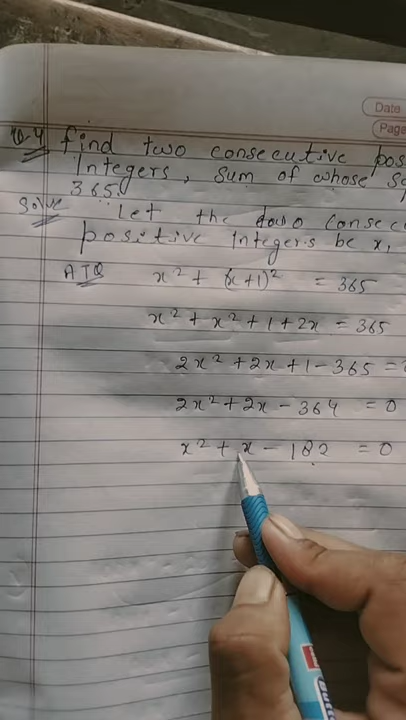 Date
Page
Q.4 find two consecutive pos
Integers, sum of whose sq
365.
Solve Let the two consec
positive Integers be x,
ATQ x² + (x+1)² = 365
x² + x² + 1 + 2x = 365
2x² + 2x + 1 - 365 =
2x² + 2x - 364 = 0
x² + x - 182 = 0